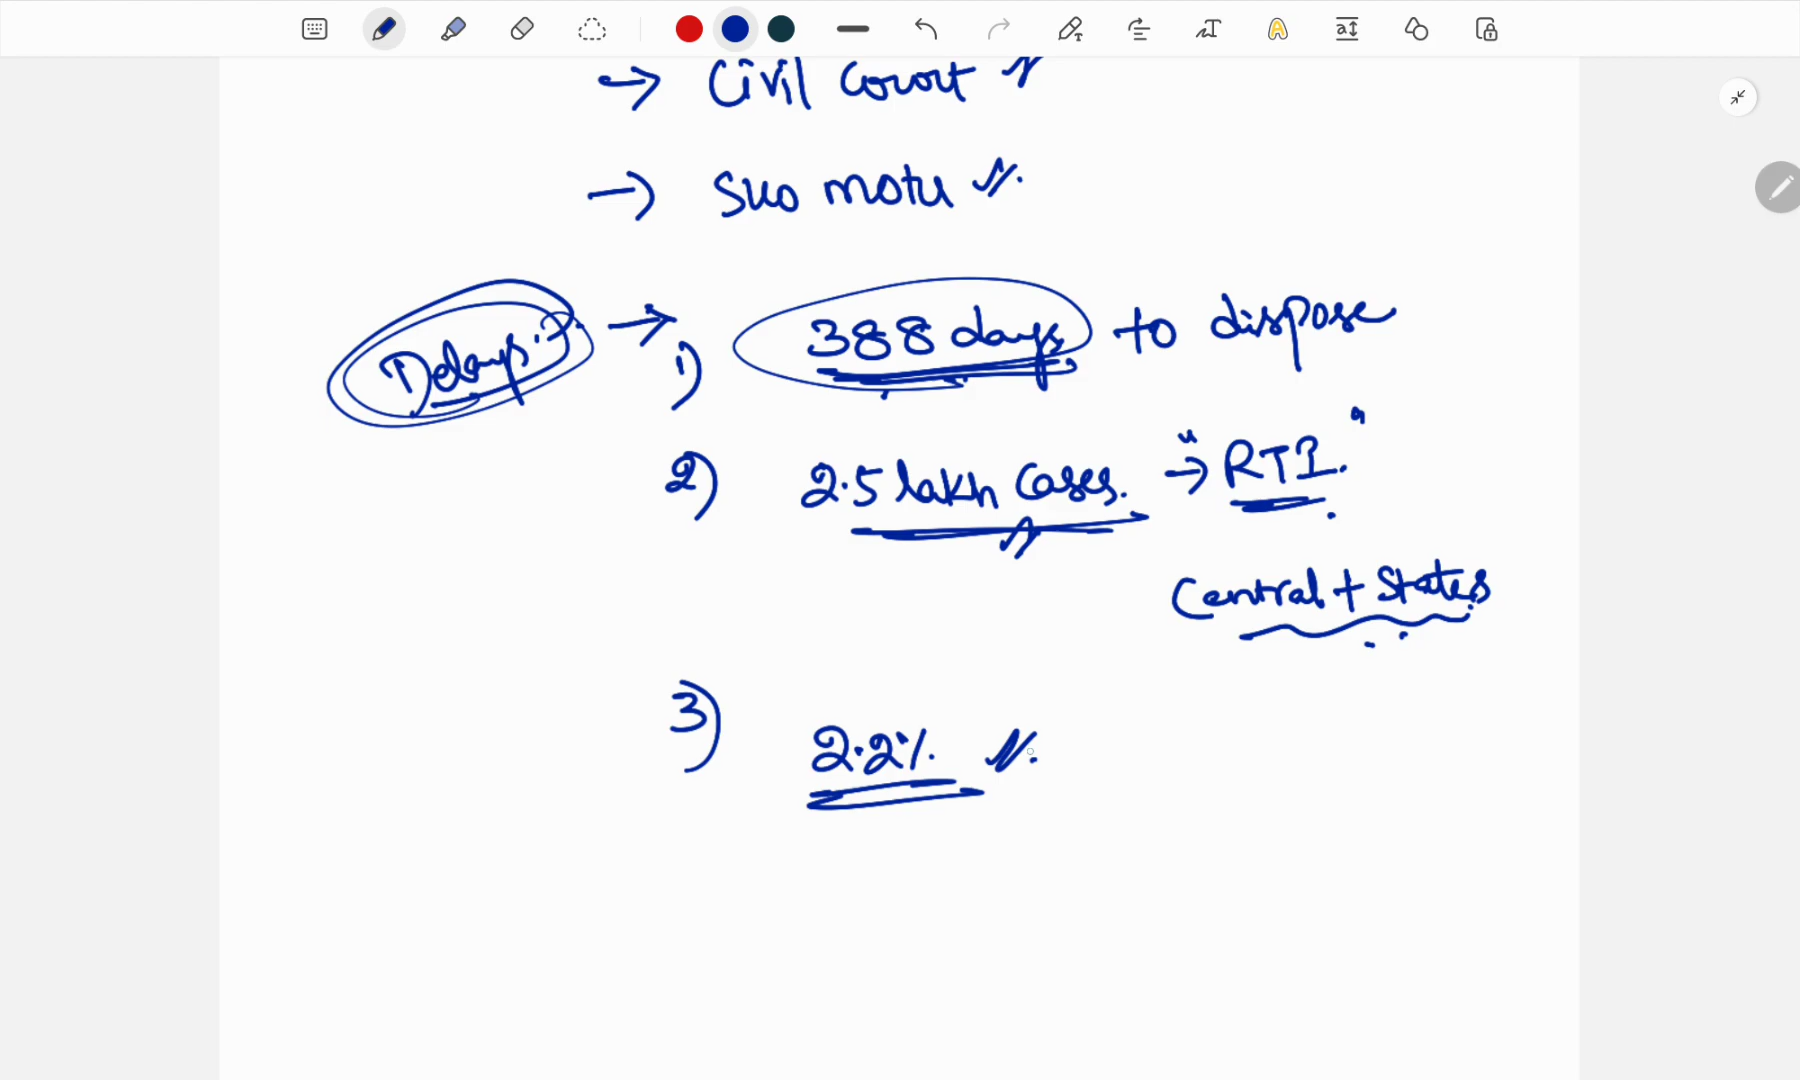 → Civil Court
→ Suo motu
Delays? → 1) 388 days to dispose
2) 2.5 lakh cases. → "RTI."
Central + States
3) 2.2%.